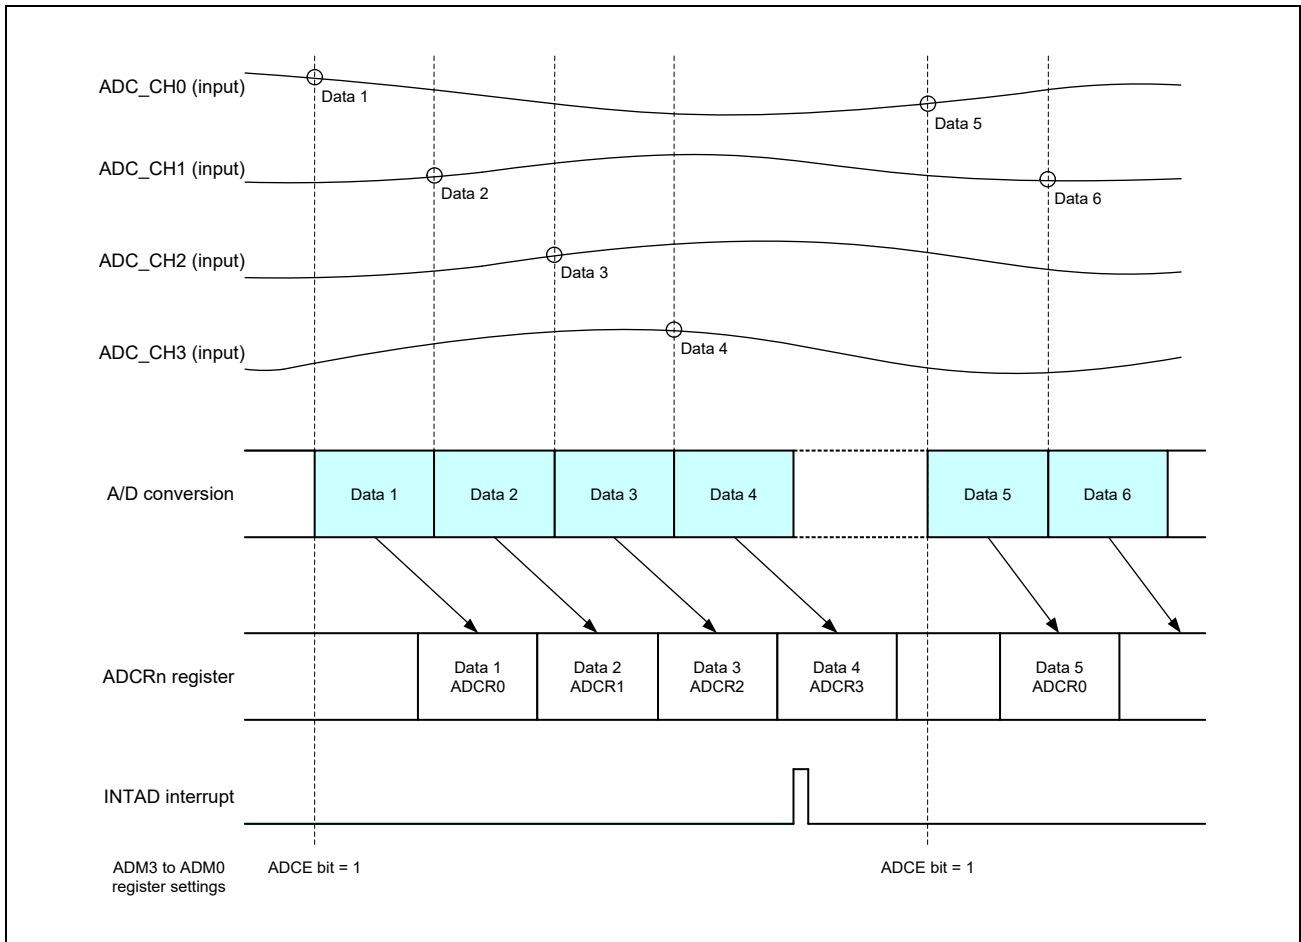 ADC_CH0 (input)
Data 1
Data 5
ADC_CH1 (input)
Data 2
Data 6
ADC_CH2 (input)
Data 3
ADC_CH3 (input)
Data 4
A/D conversion
Data 1
Data 2
Data 3
Data 4
Data 5
Data 6
ADCRn register
Data 1
ADCR0
Data 2
ADCR1
Data 3
ADCR2
Data 4
ADCR3
Data 5
ADCR0
INTAD interrupt
ADM3 to ADM0
register settings
ADCE bit = 1
ADCE bit = 1